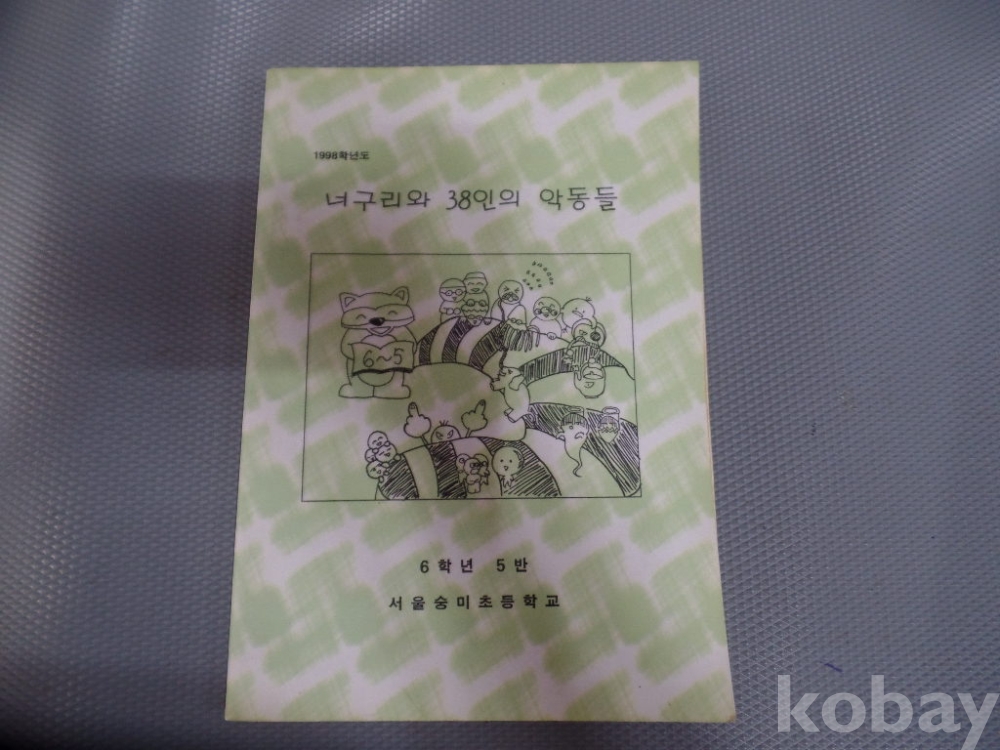 1998학년도
너구리와 38인의 악동들
6~5
6학년 5반
서울숭미초등학교
kobay